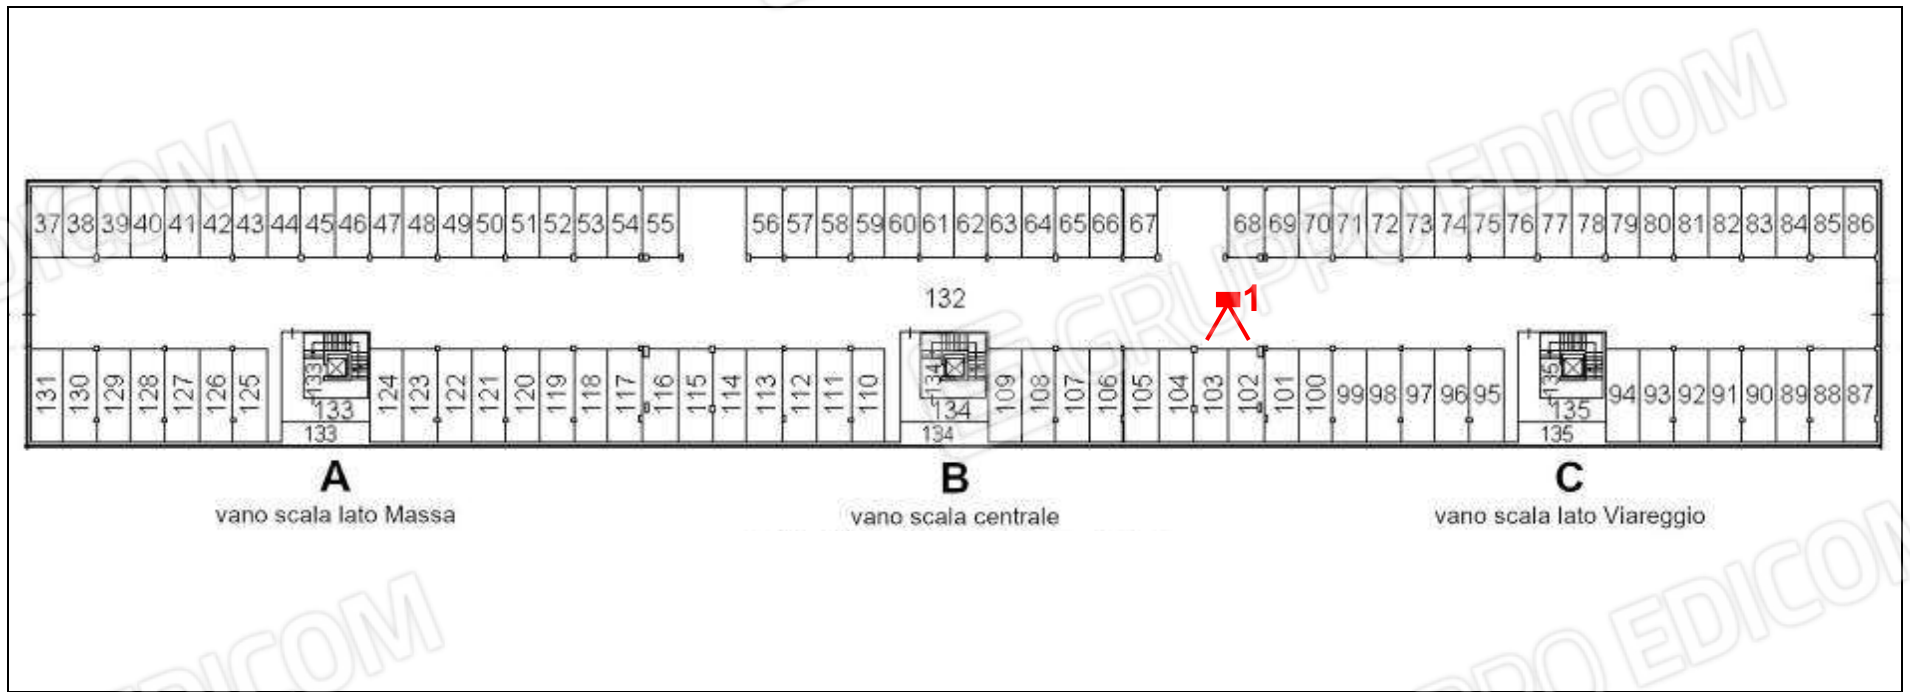 37 38 39 40 41 42 43 44 45 46 47 48 49 50 51 52 53 54 55 56 57 58 59 60 61 62 63 64 65 66 67 68 69 70 71 72 73 74 75 76 77 78 79 80 81 82 83 84 85 86
132
1
131 130 129 128 127 126 125 133 124 123 122 121 120 119 118 117 116 115 114 113 112 111 110 134 109 108 107 106 105 104 103 102 101 100 99 98 97 96 95 135 94 93 92 91 90 89 88 87
133 134 135
133 134 135
A B C
vano scala lato Massa
vano scala centrale
vano scala lato Viareggio
GRUPPO EDICOM
EDICOM
EDICOM
GRUPPO EDICOM